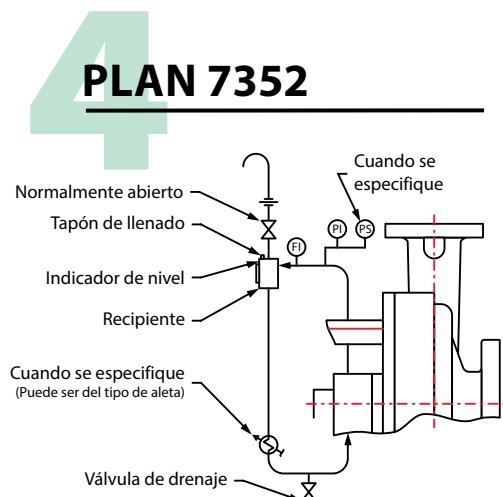 4
PLAN 7352
Cuando se
especifique
Normalmente abierto
Tapón de llenado
FI
PI
PS
Indicador de nivel
Recipiente
Cuando se especifique
(Puede ser del tipo de aleta)
Válvula de drenaje